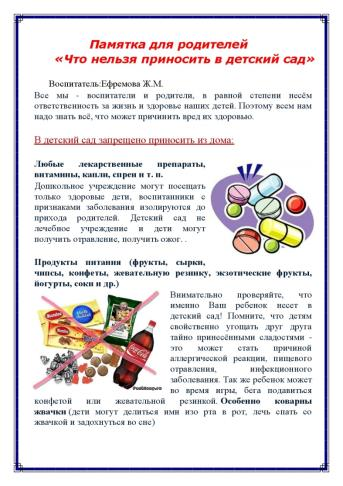 Памятка для родителей
«Что нельзя приносить в детский сад»
Воспитатель:Ефремова Ж.М.
Все мы - воспитатели и родители, в равной степени несём
ответственность за жизнь и здоровье наших детей. Поэтому всем нам
надо знать всё, что может причинить вред их здоровью.
В детский сад запрещено приносить из дома:
Любые лекарственные препараты,
витамины, капли, спреи и т. п.
Дошкольное учреждение могут посещать
только здоровые дети, воспитанники с
признаками заболевания изолируются до
прихода родителей. Детский сад не
лечебное учреждение и дети могут
получить отравление, получить ожог. .
Продукты питания (фрукты, сырки,
чипсы, конфеты, жевательную резинку, экзотические фрукты,
йогурты, соки и др.)
Внимательно проверяйте, что
именно Ваш ребенок несет в
детский сад! Помните, что детям
свойственно угощать друг друга
тайно принесёнными сладостями -
это может стать причиной
аллергической реакции, пищевого
отравления, инфекционного
заболевания. Так же ребенок может
во время игры, бега подавиться
конфетой или жевательной резинкой. Особенно коварны
жвачки (дети могут делиться ими изо рта в рот, лечь спать со
жвачкой и задохнуться во сне)
Coca-Cola